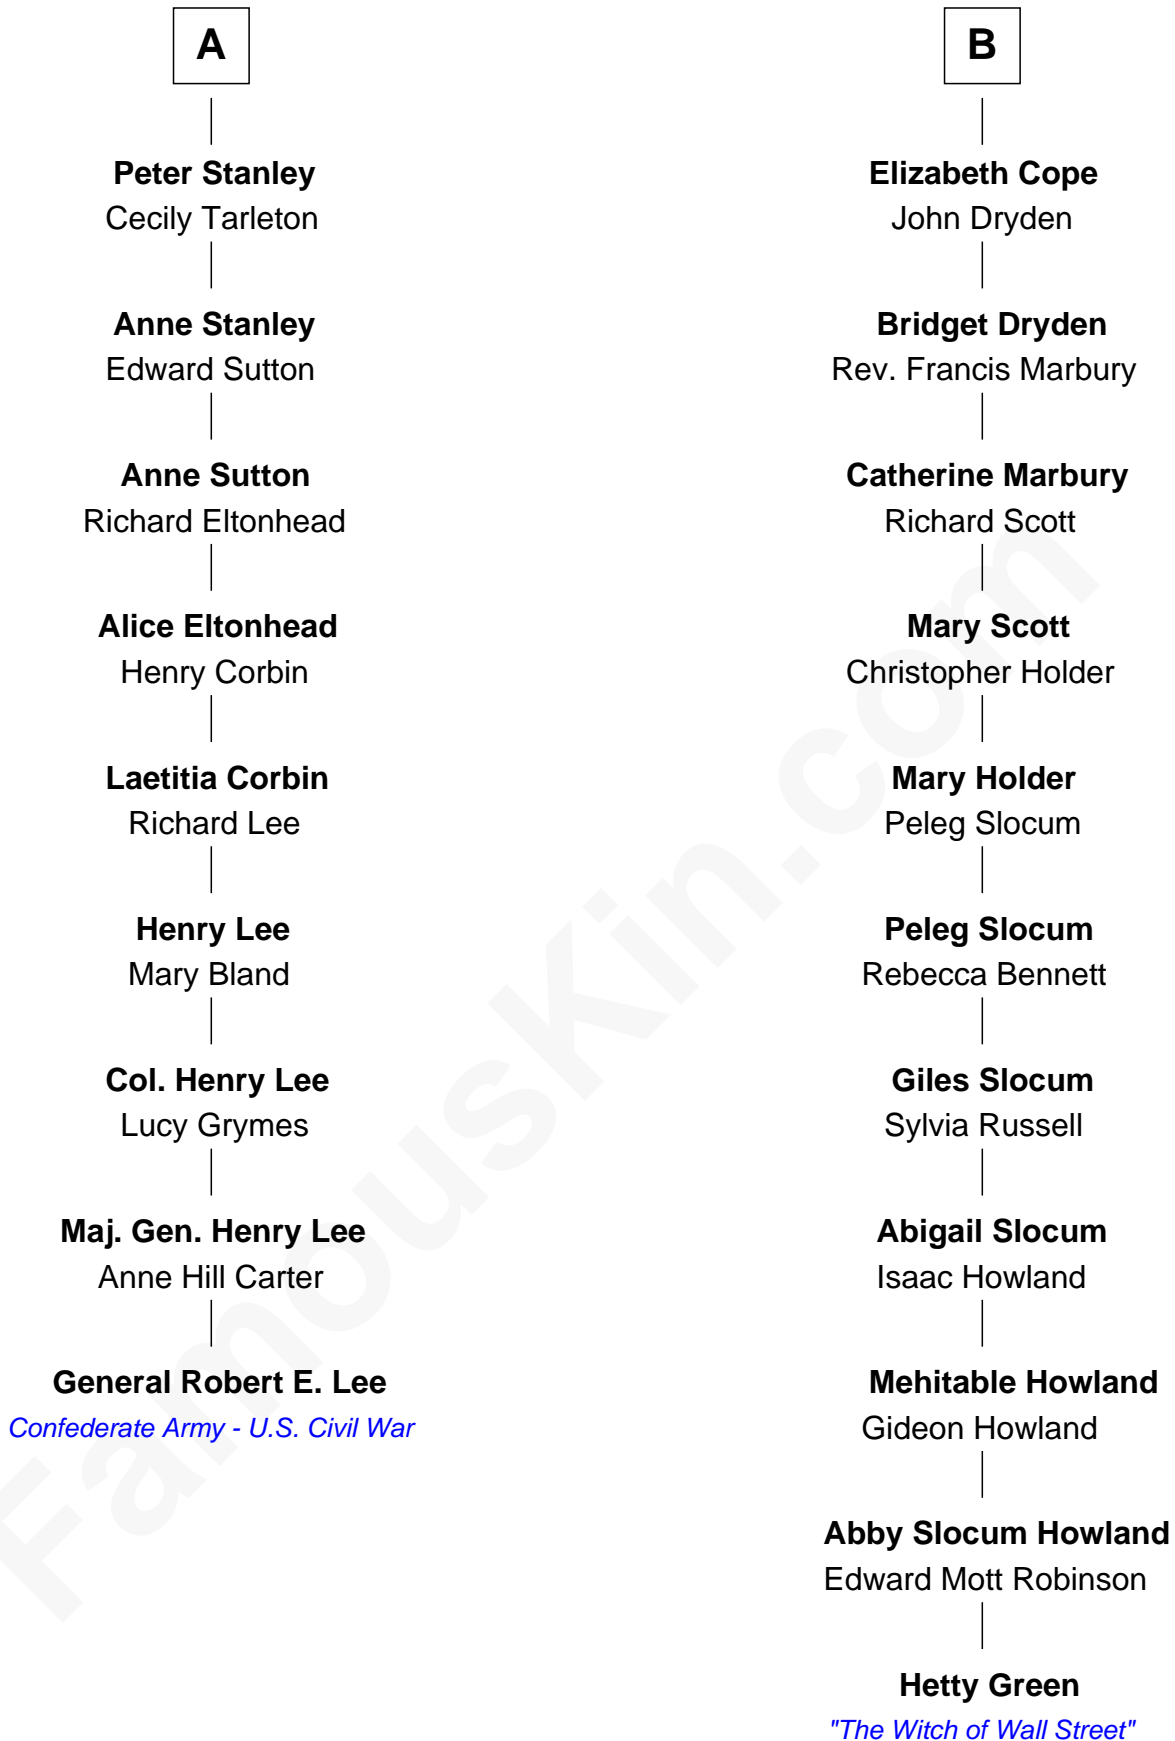 A
Peter Stanley
Cecily Tarleton
Anne Stanley
Edward Sutton
Anne Sutton
Richard Eltonhead
Alice Eltonhead
Henry Corbin
Laetitia Corbin
Richard Lee
Henry Lee
Mary Bland
Col. Henry Lee
Lucy Grymes
Maj. Gen. Henry Lee
Anne Hill Carter
General Robert E. Lee
Confederate Army - U.S. Civil War
B
Elizabeth Cope
John Dryden
Bridget Dryden
Rev. Francis Marbury
Catherine Marbury
Richard Scott
Mary Scott
Christopher Holder
Mary Holder
Peleg Slocum
Peleg Slocum
Rebecca Bennett
Giles Slocum
Sylvia Russell
Abigail Slocum
Isaac Howland
Mehitable Howland
Gideon Howland
Abby Slocum Howland
Edward Mott Robinson
Hetty Green
"The Witch of Wall Street"
FamousKin.com